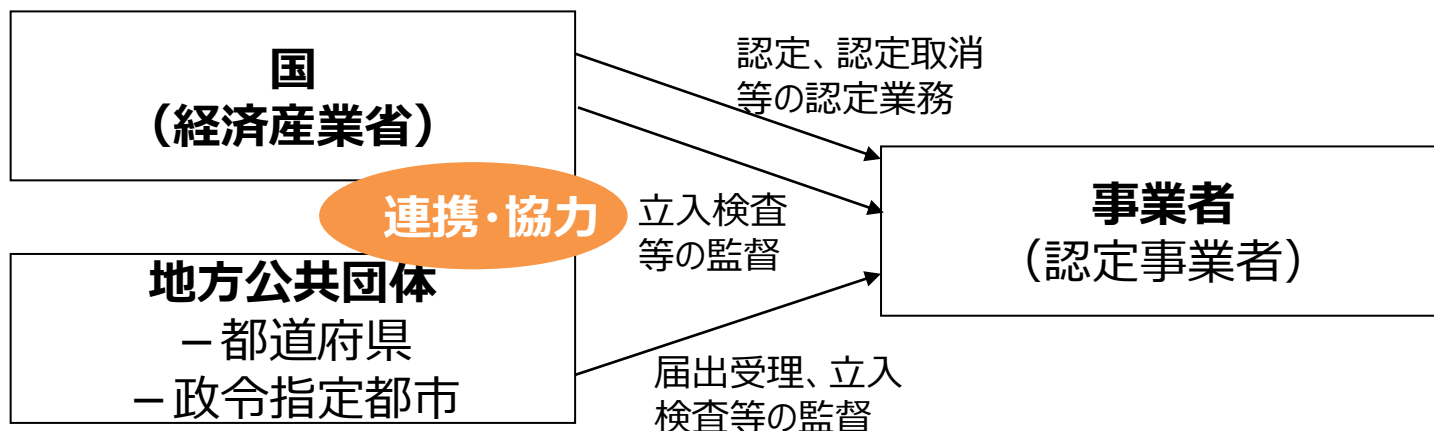 国
（経済産業省）
認定、認定取消
等の認定業務
連携・協力
立入検査
等の監督
事業者
（認定事業者）
地方公共団体
－都道府県
－政令指定都市
届出受理、立入
検査等の監督